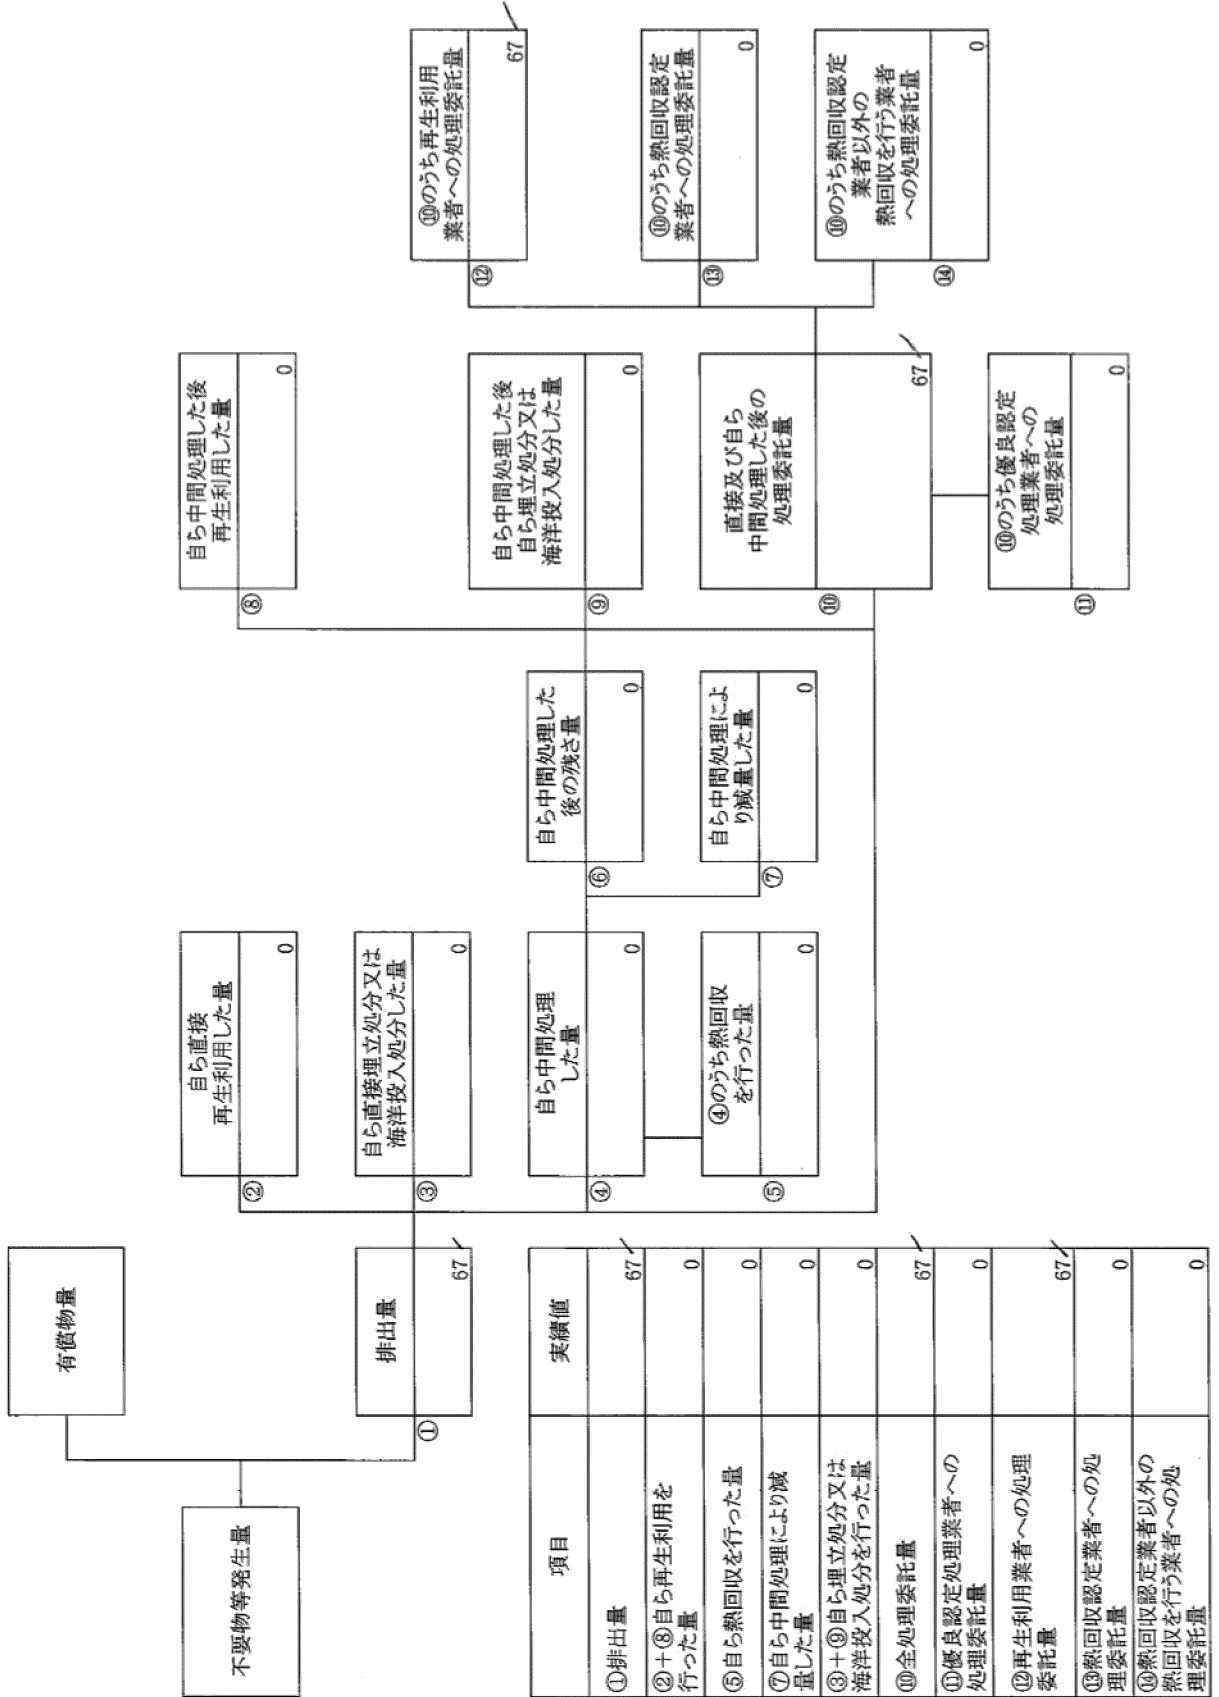 有償物量
不要物等発生量
排出量
①
67
自ら直接
再生利用した量
②
0
自ら直接埋立処分又は
海洋投入処分した量
③
0
自ら中間処理
した量
④
0
④のうち熱回収
を行った量
⑤
0
自ら中間処理した
後の残さ量
⑥
0
自ら中間処理によ
り減量した量
⑦
0
自ら中間処理した後
再生利用した量
⑧
0
自ら中間処理した後
自ら埋立処分又は
海洋投入処分した量
⑨
0
直接及び自ら
中間処理した後の
処理委託量
⑩
67
⑩のうち優良認定
処理業者への
処理委託量
⑪
0
⑩のうち再生利用
業者への処理委託量
⑫
67
⑩のうち熱回収認定
業者への処理委託量
⑬
0
⑩のうち熱回収認定
業者以外の
熱回収を行う業者
への処理委託量
⑭
0
項目 実績値
①排出量 67
②+⑧自ら再生利用を
行った量 0
⑤自ら熱回収を行った量 0
⑦自ら中間処理により減
量した量 0
③+⑨自ら埋立処分又は
海洋投入処分を行った量 0
⑩全処理委託量 67
⑪優良認定処理業者への
処理委託量 0
⑫再生利用業者への処理
委託量 67
⑬熱回収認定業者への処
理委託量 0
⑭熱回収認定業者以外の
熱回収を行う業者への処
理委託量 0